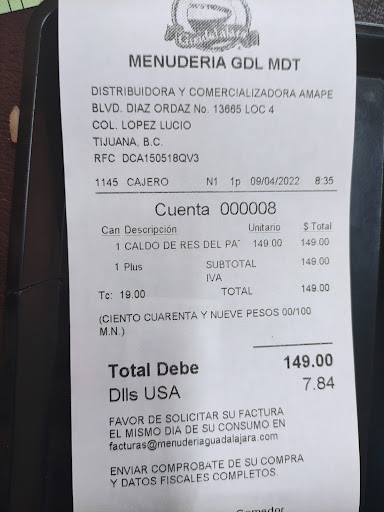 Guadalajara
MENUDERIA GDL MDT
DISTRIBUIDORA Y COMERCIALIZADORA AMAPE
BLVD. DIAZ ORDAZ No. 13665 LOC 4
COL. LOPEZ LUCIO
TIJUANA, B.C.
RFC DCA150518QV3
1145 CAJERO N1 1p 09/04/2022 8:35
Cuenta 000008
Can Descripción Unitario $ Total
1 CALDO DE RES DEL PA 149.00 149.00
1 Plus SUBTOTAL 149.00
IVA
Tc: 19.00 TOTAL 149.00
(CIENTO CUARENTA Y NUEVE PESOS 00/100
M.N.)
Total Debe 149.00
Dlls USA 7.84
FAVOR DE SOLICITAR SU FACTURA
EL MISMO DIA DE SU CONSUMO EN
facturas@menuderiaguadalajara.com
ENVIAR COMPROBATE DE SU COMPRA
Y DATOS FISCALES COMPLETOS.
Comedor